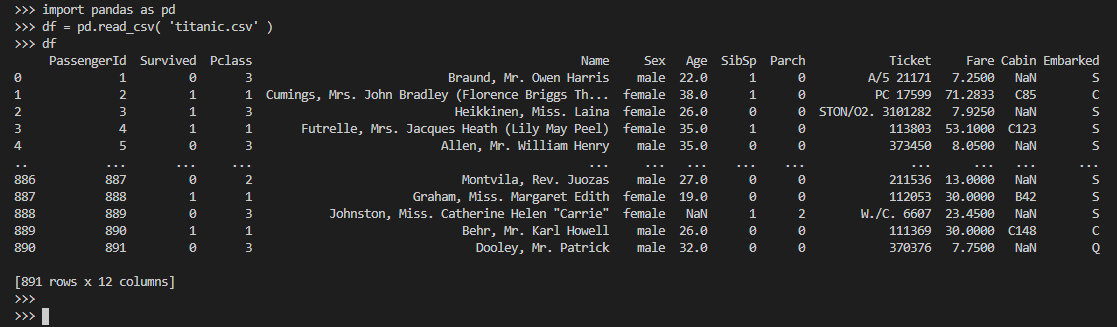 >>> import pandas as pd
>>> df = pd.read_csv( 'titanic.csv' )
>>> df
     PassengerId  Survived  Pclass                                               Name     Sex   Age  SibSp  Parch            Ticket     Fare Cabin Embarked
0              1         0       3                            Braund, Mr. Owen Harris    male  22.0      1      0         A/5 21171   7.2500   NaN        S
1              2         1       1  Cumings, Mrs. John Bradley (Florence Briggs Th...  female  38.0      1      0          PC 17599  71.2833   C85        C
2              3         1       3                             Heikkinen, Miss. Laina  female  26.0      0      0  STON/O2. 3101282   7.9250   NaN        S
3              4         1       1       Futrelle, Mrs. Jacques Heath (Lily May Peel)  female  35.0      1      0            113803  53.1000  C123        S
4              5         0       3                           Allen, Mr. William Henry    male  35.0      0      0            373450   8.0500   NaN        S
..           ...       ...     ...                                                ...     ...   ...    ...    ...               ...      ...   ...      ...
886          887         0       2                              Montvila, Rev. Juozas    male  27.0      0      0            211536  13.0000   NaN        S
887          888         1       1                       Graham, Miss. Margaret Edith  female  19.0      0      0            112053  30.0000   B42        S
888          889         0       3           Johnston, Miss. Catherine Helen "Carrie"  female   NaN      1      2        W./C. 6607  23.4500   NaN        S
889          890         1       1                              Behr, Mr. Karl Howell    male  26.0      0      0            111369  30.0000  C148        C
890          891         0       3                                Dooley, Mr. Patrick    male  32.0      0      0            370376   7.7500   NaN        Q
[891 rows x 12 columns]
>>>
>>>